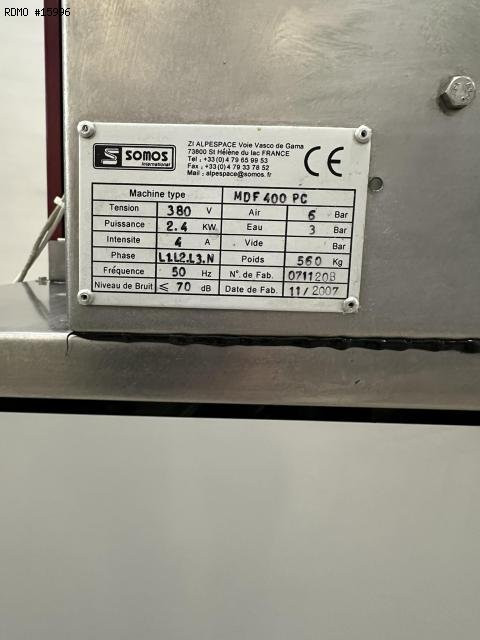 RDMO #15996
SOMOS
international
ZI ALPESPACE Voie Vasco de Gama
73800 St Hélène du lac FRANCE
Tel : +33(0)4 79 65 99 53
Fax : +33(0)4 79 33 78 52
Mail : alpespace@somos.fr
CE
Machine type MDF 400 PC
Tension 380 V Air 6 Bar
Puissance 2.4 KW Eau 3 Bar
Intensite 4 A Vide Bar
Phase L1.L2.L3.N Poids 560 Kg
Fréquence 50 Hz N°. de Fab. 071120B
Niveau de Bruit ≤ 70 dB Date de Fab. 11/2007